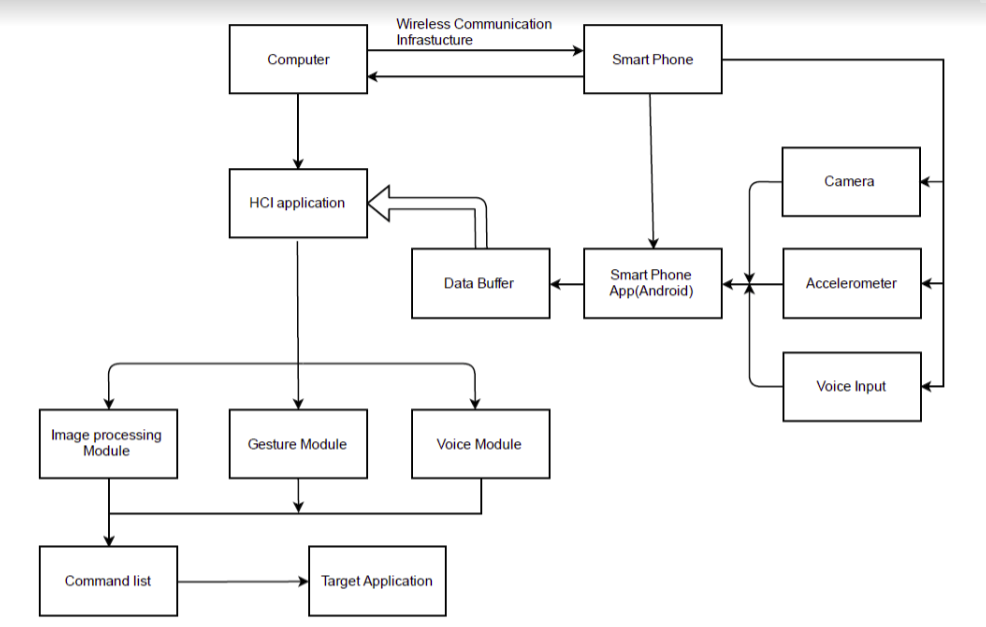 Wireless Communication
Infrastucture
Computer
Smart Phone
Camera
HCI application
Smart Phone
App(Android)
Data Buffer
Accelerometer
Voice Input
Image processing
Module
Gesture Module
Voice Module
Command list
Target Application